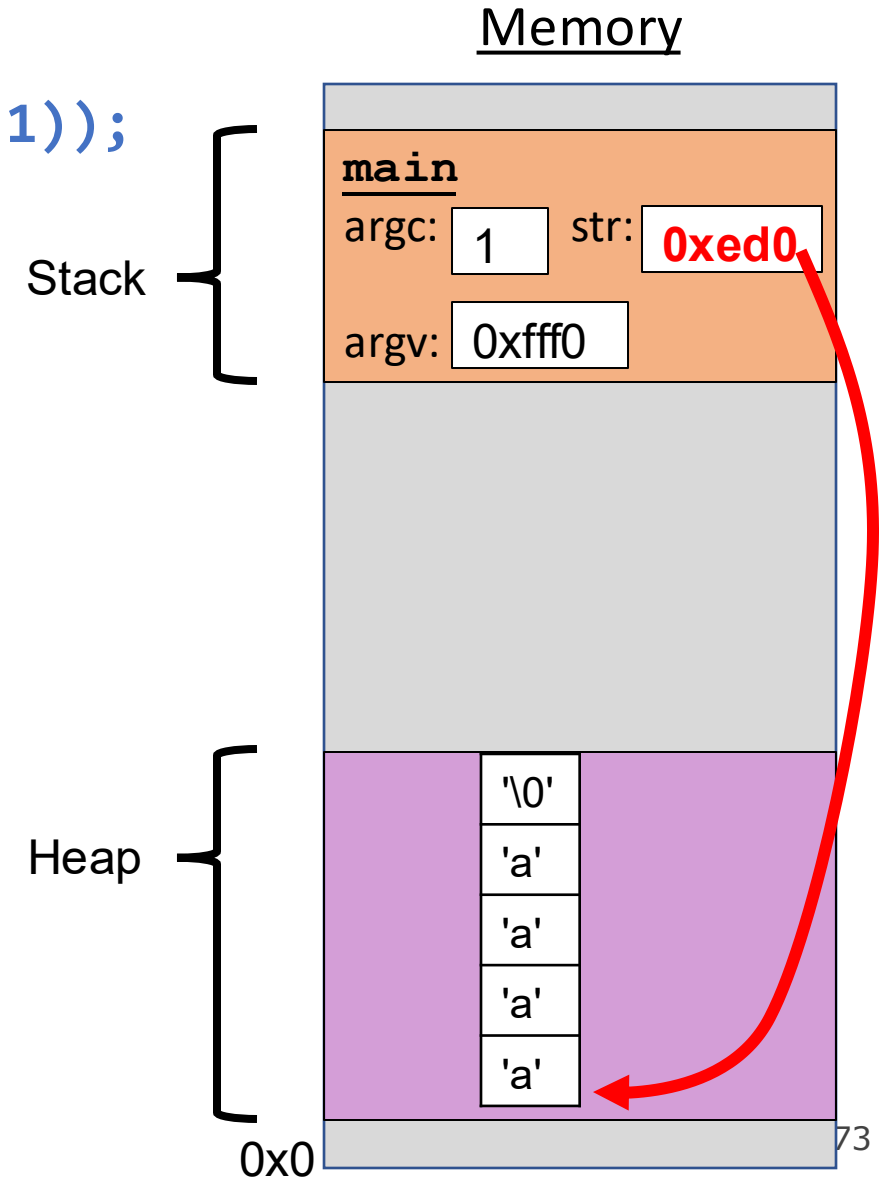 Memory
1));
main
argc: 1 str: 0xed0
Stack
argv: 0xfff0
'\0'
'a'
Heap
'a'
'a'
'a'
73
0x0